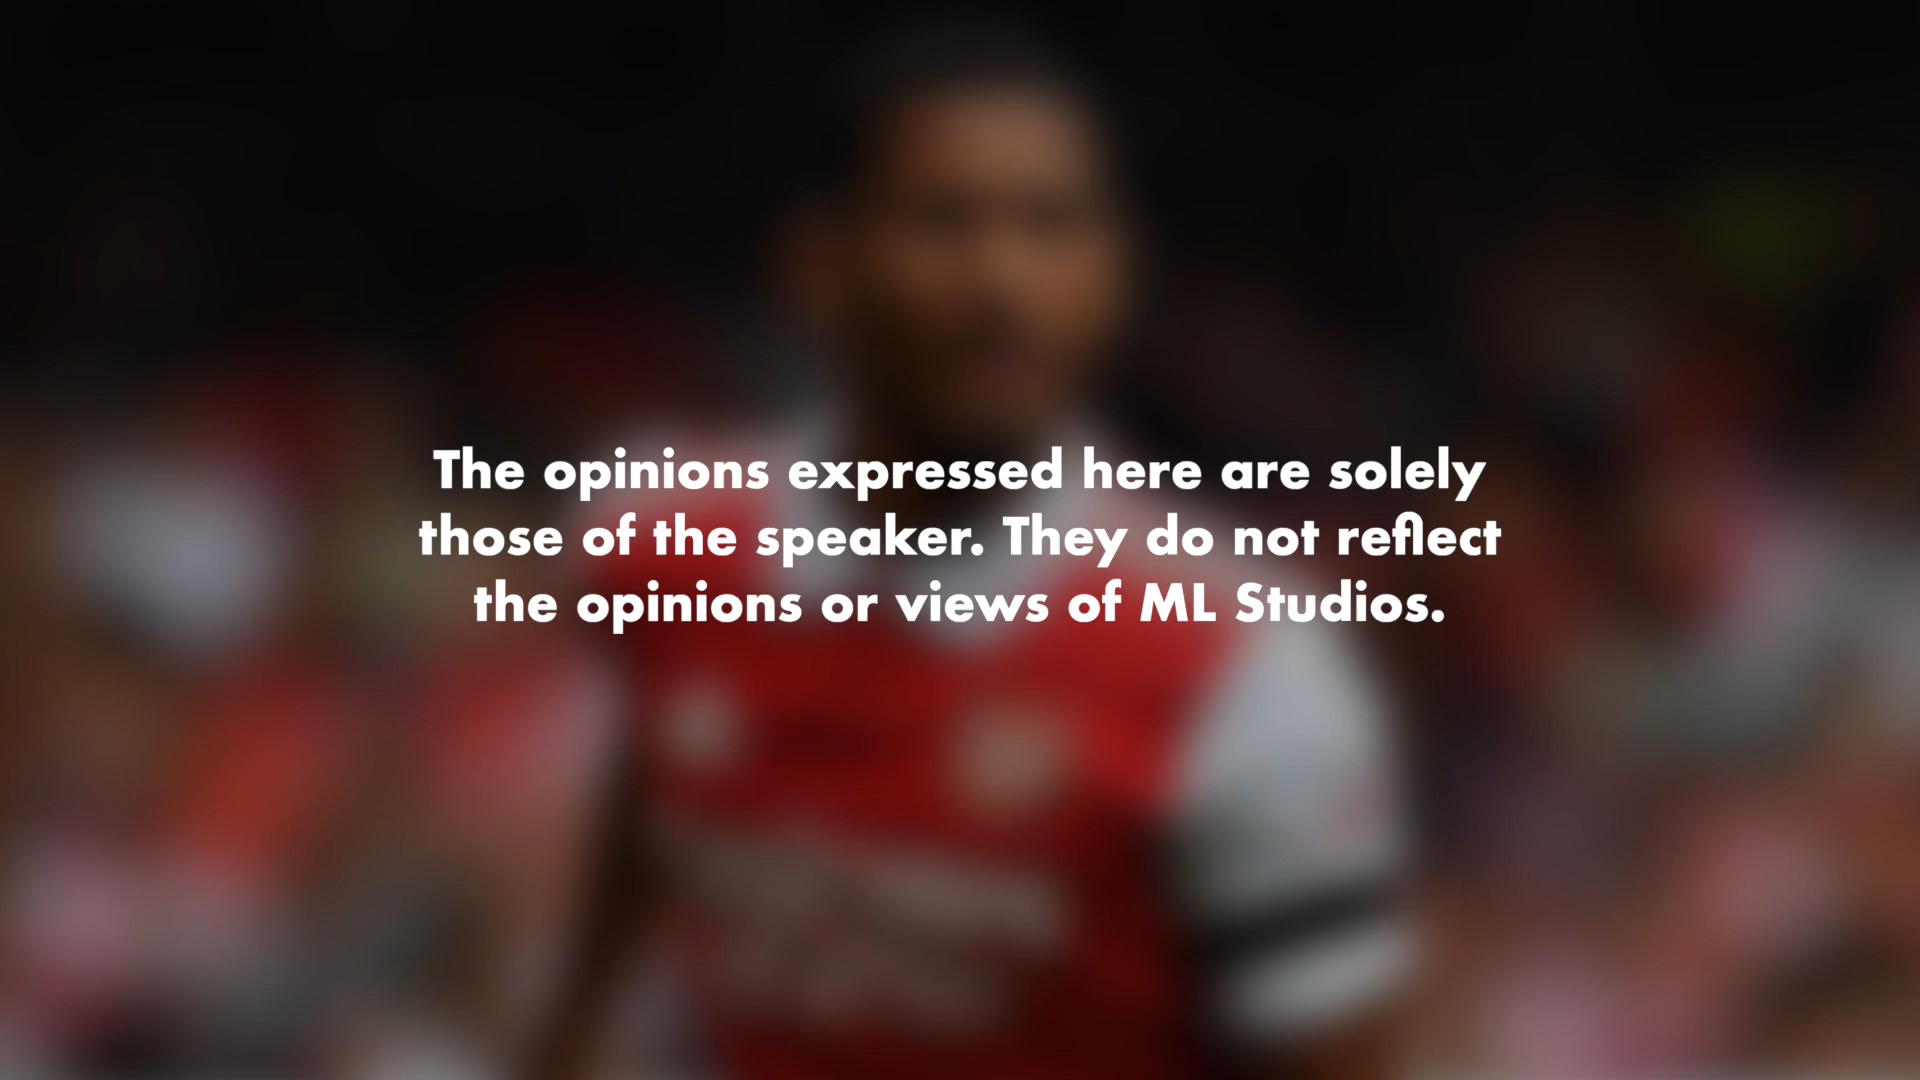 The opinions expressed here are solely
those of the speaker. They do not reflect
the opinions or views of ML Studios.